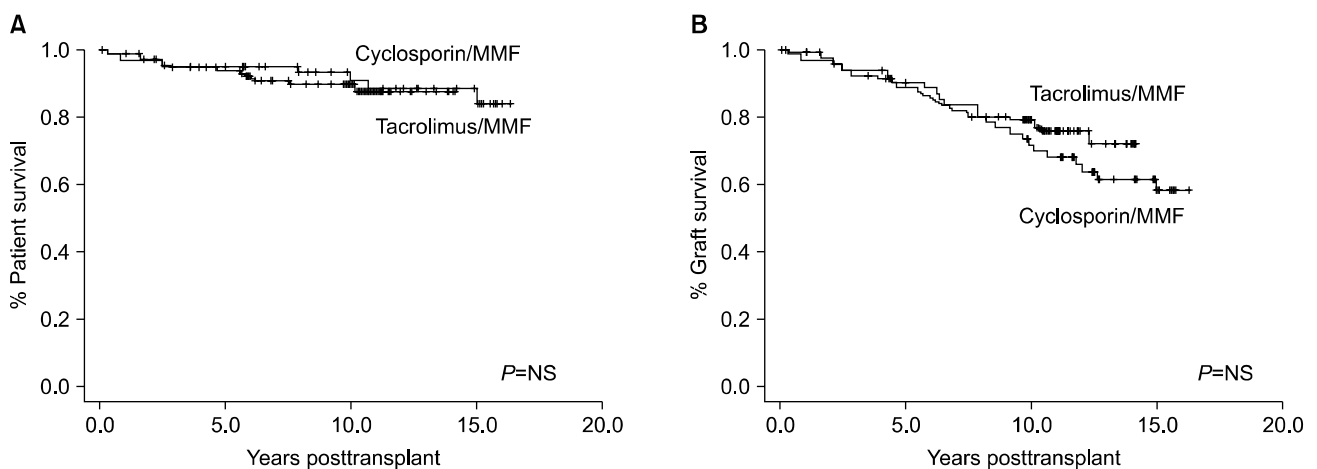 A
% Patient survival
1.0
0.8
0.6
0.4
0.2
0.0
Cyclosporin/MMF
Tacrolimus/MMF
P=NS
0.0 5.0 10.0 15.0 20.0
Years posttransplant
B
% Graft survival
1.0
0.8
0.6
0.4
0.2
0.0
Tacrolimus/MMF
Cyclosporin/MMF
P=NS
0.0 5.0 10.0 15.0 20.0
Years posttransplant